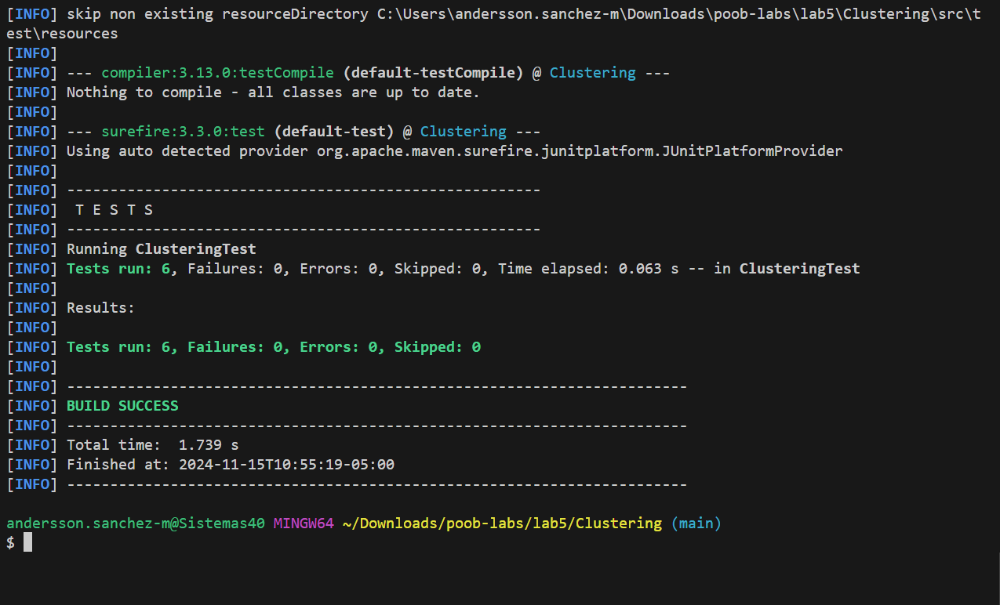 [INFO] skip non existing resourceDirectory C:\Users\andersson.sanchez-m\Downloads\poob-labs\lab5\Clustering\src\t
est\resources
[INFO]
[INFO] --- compiler:3.13.0:testCompile (default-testCompile) @ Clustering ---
[INFO] Nothing to compile - all classes are up to date.
[INFO]
[INFO] --- surefire:3.3.0:test (default-test) @ Clustering ---
[INFO] Using auto detected provider org.apache.maven.surefire.junitplatform.JUnitPlatformProvider
[INFO]
[INFO] -------------------------------------------------------
[INFO]  T E S T S
[INFO] -------------------------------------------------------
[INFO] Running ClusteringTest
[INFO] Tests run: 6, Failures: 0, Errors: 0, Skipped: 0, Time elapsed: 0.063 s -- in ClusteringTest
[INFO]
[INFO] Results:
[INFO]
[INFO] Tests run: 6, Failures: 0, Errors: 0, Skipped: 0
[INFO]
[INFO] ------------------------------------------------------------------------
[INFO] BUILD SUCCESS
[INFO] ------------------------------------------------------------------------
[INFO] Total time:  1.739 s
[INFO] Finished at: 2024-11-15T10:55:19-05:00
[INFO] ------------------------------------------------------------------------
andersson.sanchez-m@Sistemas40 MINGW64 ~/Downloads/poob-labs/lab5/Clustering (main)
$